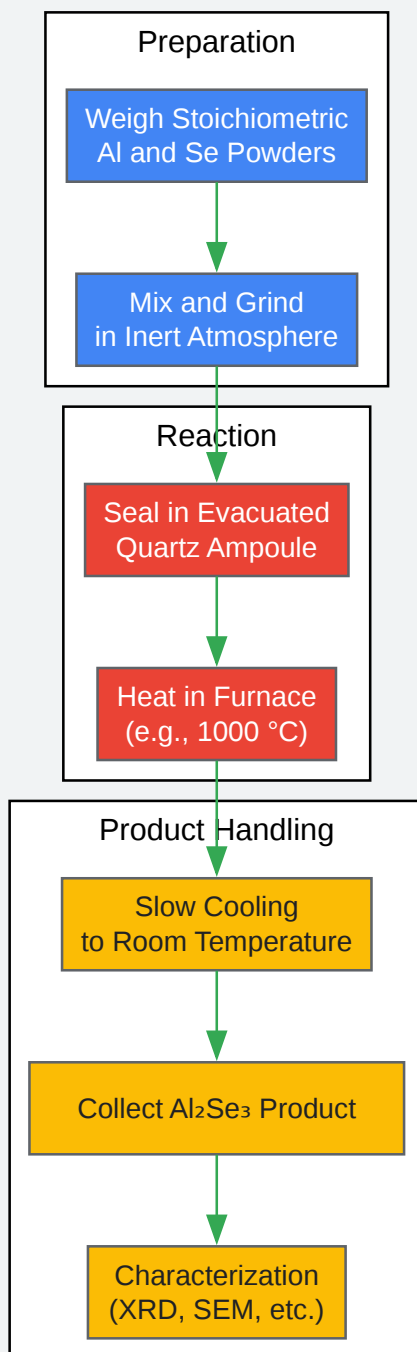 Preparation
Weigh Stoichiometric
Al and Se Powders
Mix and Grind
in Inert Atmosphere
Reaction
Seal in Evacuated
Quartz Ampoule
Heat in Furnace
(e.g., 1000 °C)
Product Handling
Slow Cooling
to Room Temperature
Collect Al₂Se₃ Product
Characterization
(XRD, SEM, etc.)